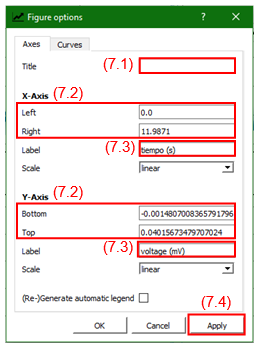 Figure options
?
Axes Curves
Title (7.1)
X-Axis (7.2)
Left 0.0
Right 11.9871
(7.3)
Label tiempo (s)
Scale linear
Y-Axis (7.2)
Bottom -0.0014807008365791796
Top 0.04015673479707024
(7.3)
Label voltage (mV)
Scale linear
(Re-)Generate automatic legend
(7.4)
OK Cancel Apply